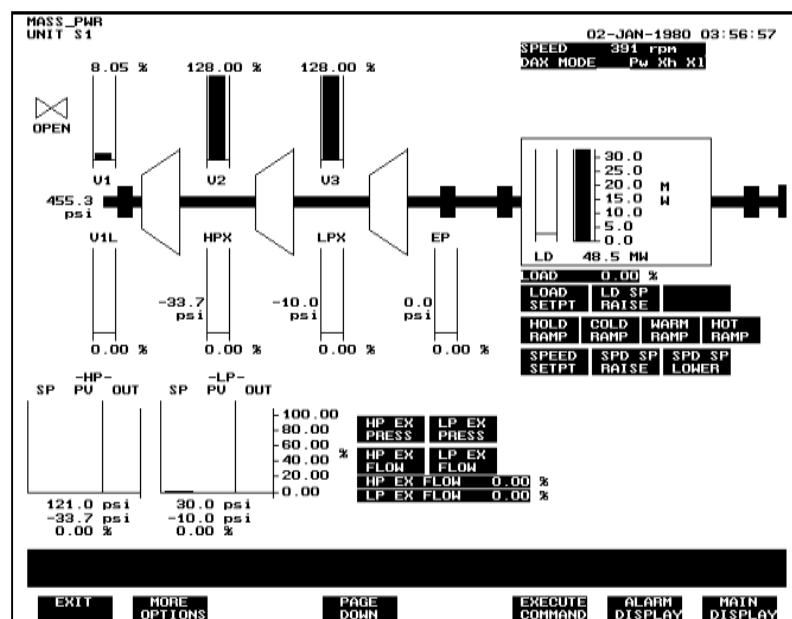 MASS_PWR
UNIT S1
02-JAN-1980 03:56:57
SPEED 391 rpm
DAX MODE Pw Xh Xl
8.05 % 128.00 % 128.00 %
OPEN
V1 V2 V3
455.3
psi
30.0
25.0
20.0
15.0
10.0
5.0
0.0
M
W
LD 48.5 MW
V1L HPX LPX EP
-33.7
psi
-10.0
psi
0.0
psi
0.00 % 0.00 % 0.00 % 0.00 %
LOAD 0.00 %
LOAD
SETPT
LD SP
RAISE
HOLD
RAMP
COLD
RAMP
WARM
RAMP
HOT
RAMP
SPEED
SETPT
SPD SP
RAISE
SPD SP
LOWER
-HP- -LP-
SP PV OUT SP PV OUT
100.00
80.00
60.00
40.00
20.00
0.00
%
HP EX
PRESS
LP EX
PRESS
HP EX
FLOW
LP EX
FLOW
HP EX FLOW 0.00 %
LP EX FLOW 0.00 %
121.0 psi 30.0 psi
-33.7 psi -10.0 psi
0.00 % 0.00 %
EXIT
MORE
OPTIONS
PAGE
DOWN
EXECUTE
COMMAND
ALARM
DISPLAY
MAIN
DISPLAY